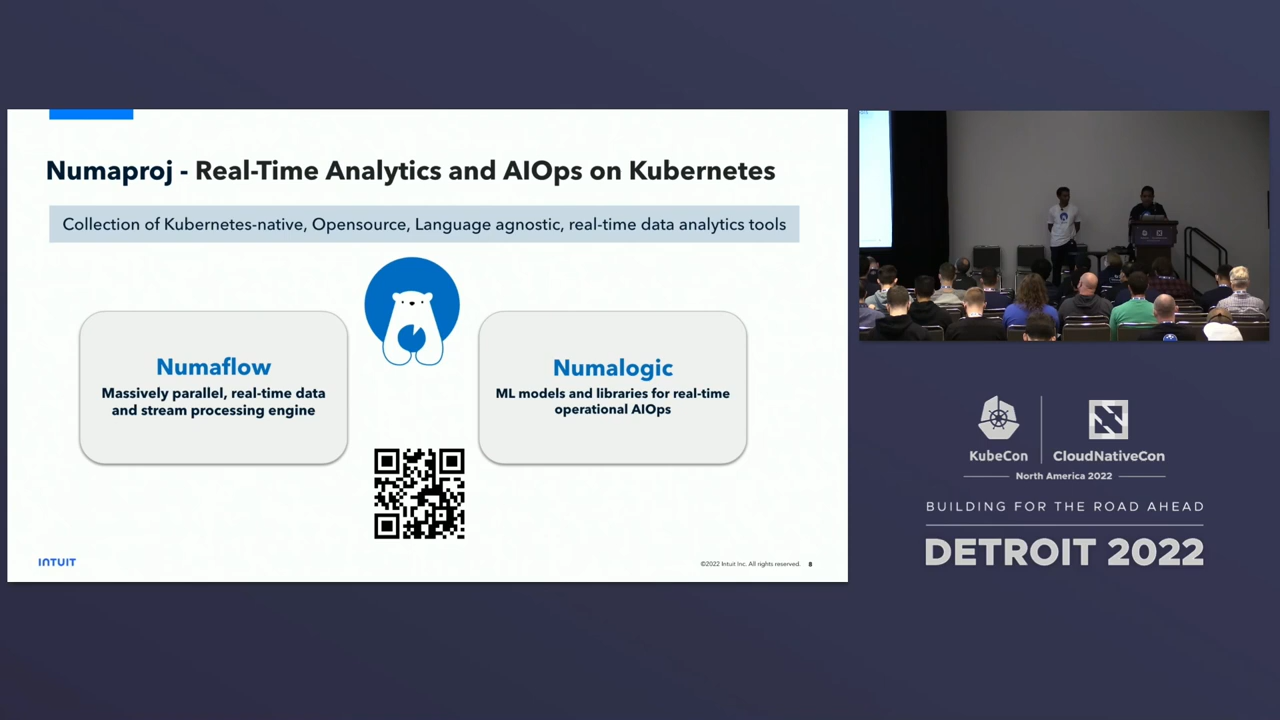 Numaproj - Real-Time Analytics and AIOps on Kubernetes
Collection of Kubernetes-native, Opensource, Language agnostic, real-time data analytics tools
Numaflow
Massively parallel, real-time data
and stream processing engine
Numalogic
ML models and libraries for real-time
operational AIOps
INTUIT
©2022 Intuit Inc. All rights reserved. 8
KubeCon
CloudNativeCon
North America 2022
BUILDING FOR THE ROAD AHEAD
DETROIT 2022